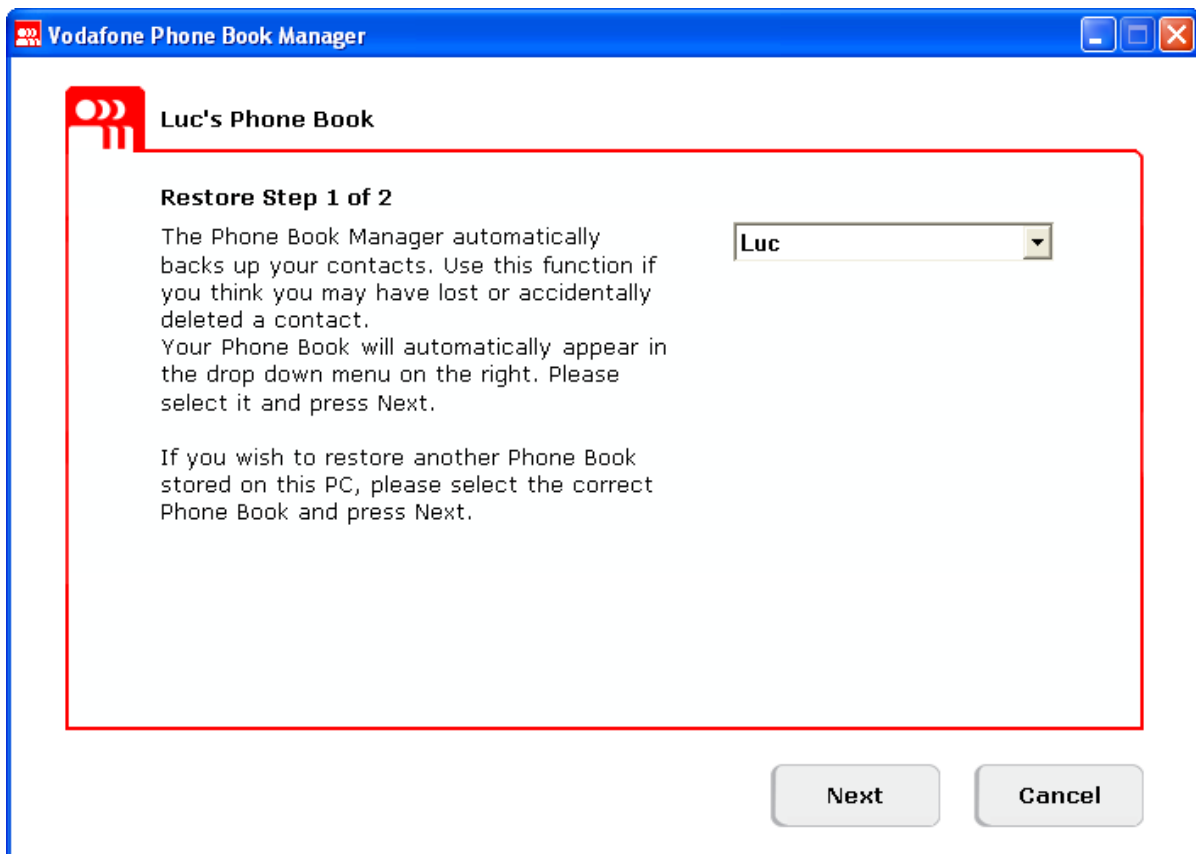 Vodafone Phone Book Manager
Luc's Phone Book
Restore Step 1 of 2
The Phone Book Manager automatically
backs up your contacts. Use this function if
you think you may have lost or accidentally
deleted a contact.
Your Phone Book will automatically appear in
the drop down menu on the right. Please
select it and press Next.
If you wish to restore another Phone Book
stored on this PC, please select the correct
Phone Book and press Next.
Luc
Next
Cancel